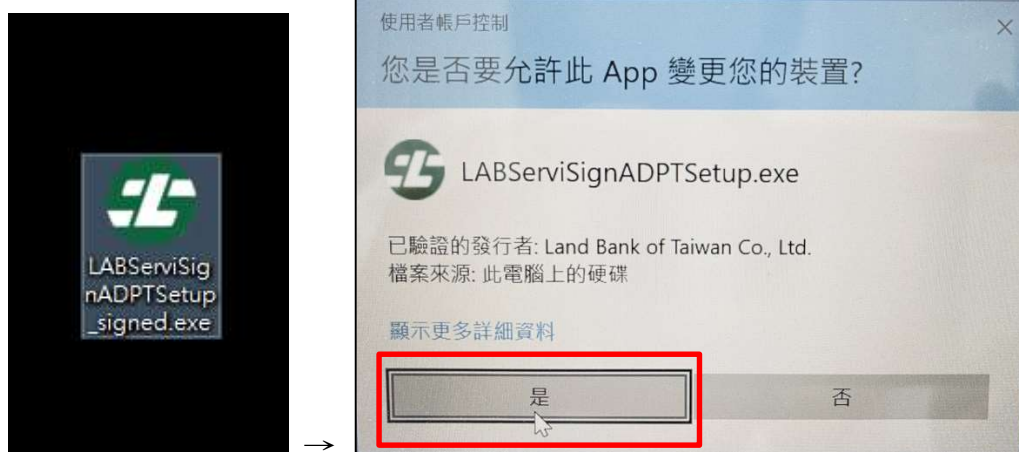 LABServiSig
nADPTSetup
_signed.exe
→
使用者帳戶控制
您是否要允許此 App 變更您的裝置?
LABServiSignADPTSetup.exe
已驗證的發行者: Land Bank of Taiwan Co., Ltd.
檔案來源: 此電腦上的硬碟
顯示更多詳細資料
是
否